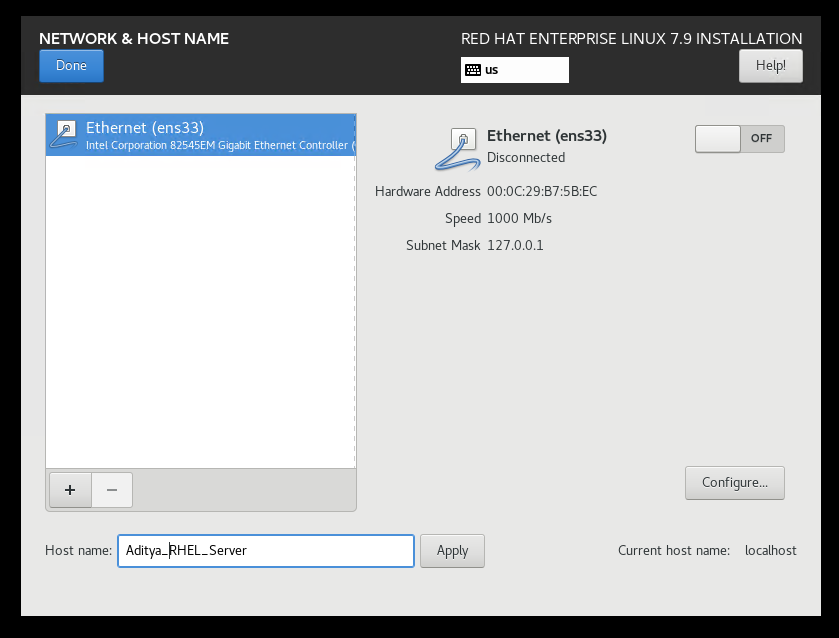 NETWORK & HOST NAME
RED HAT ENTERPRISE LINUX 7.9 INSTALLATION
Done
us
Help!
Ethernet (ens33)
Intel Corporation 82545EM Gigabit Ethernet Controller (
Ethernet (ens33)
Disconnected
OFF
Hardware Address 00:0C:29:B7:5B:EC
Speed 1000 Mb/s
Subnet Mask 127.0.0.1
+ −
Configure...
Host name: Aditya_RHEL_Server Apply
Current host name: localhost